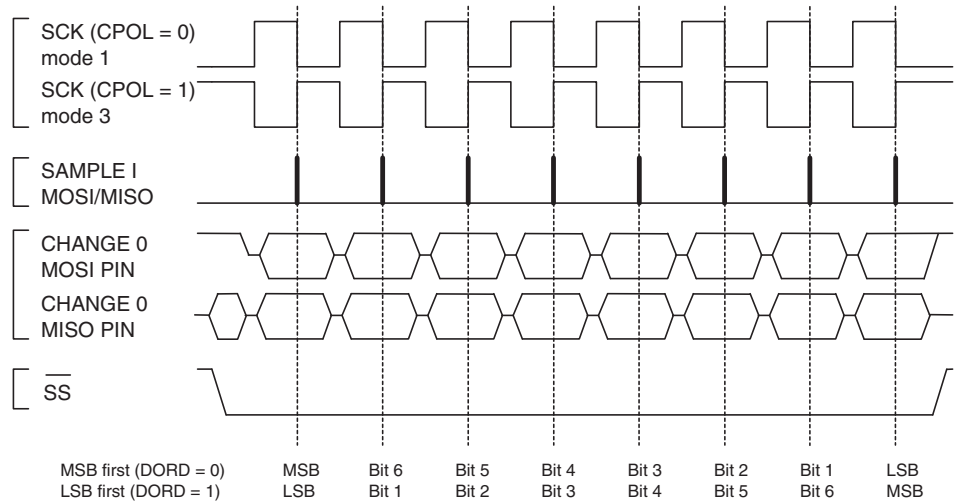 SCK (CPOL = 0)
mode 1
SCK (CPOL = 1)
mode 3
SAMPLE I
MOSI/MISO
CHANGE 0
MOSI PIN
CHANGE 0
MISO PIN
SS
MSB first (DORD = 0) MSB Bit 6 Bit 5 Bit 4 Bit 3 Bit 2 Bit 1 LSB
LSB first (DORD = 1) LSB Bit 1 Bit 2 Bit 3 Bit 4 Bit 5 Bit 6 MSB